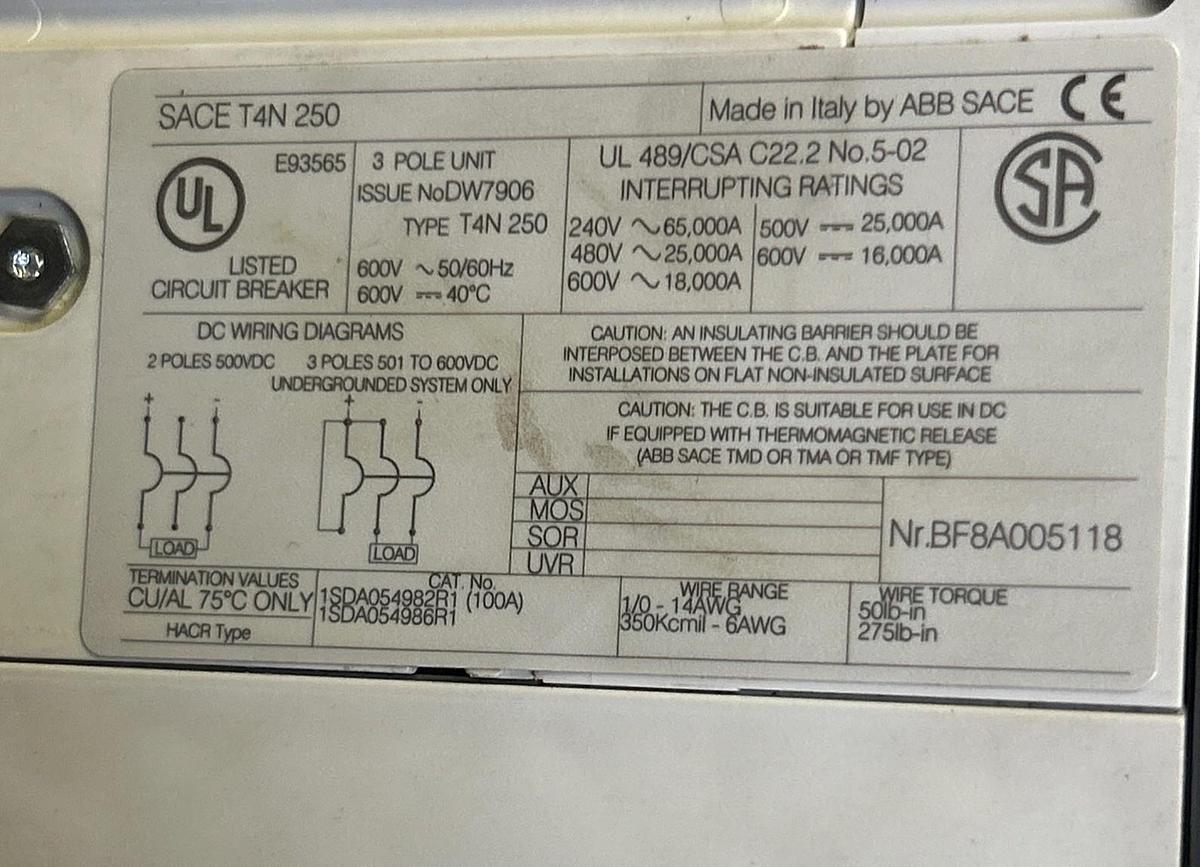 SACE T4N 250
Made in Italy by ABB SACE CE
UL
E93565
LISTED
CIRCUIT BREAKER
3 POLE UNIT
ISSUE NoDW7906
TYPE T4N 250
600V ~ 50/60Hz
600V ⎓ 40°C
UL 489/CSA C22.2 No.5-02
INTERRUPTING RATINGS
240V ~ 65,000A
480V ~ 25,000A
600V ~ 18,000A
500V ⎓ 25,000A
600V ⎓ 16,000A
SA
DC WIRING DIAGRAMS
2 POLES 500VDC
3 POLES 501 TO 600VDC
UNDERGROUNDED SYSTEM ONLY
+ -
+ -
LOAD
LOAD
CAUTION: AN INSULATING BARRIER SHOULD BE
INTERPOSED BETWEEN THE C.B. AND THE PLATE FOR
INSTALLATIONS ON FLAT NON-INSULATED SURFACE
CAUTION: THE C.B. IS SUITABLE FOR USE IN DC
IF EQUIPPED WITH THERMOMAGNETIC RELEASE
(ABB SACE TMD OR TMA OR TMF TYPE)
AUX
MOS
SOR
UVR
Nr.BF8A005118
TERMINATION VALUES
CU/AL 75°C ONLY
HACR Type
CAT. No.
1SDA054982R1 (100A)
1SDA054986R1
WIRE RANGE
1/0 - 14AWG
350Kcmil - 6AWG
WIRE TORQUE
50lb-in
275lb-in